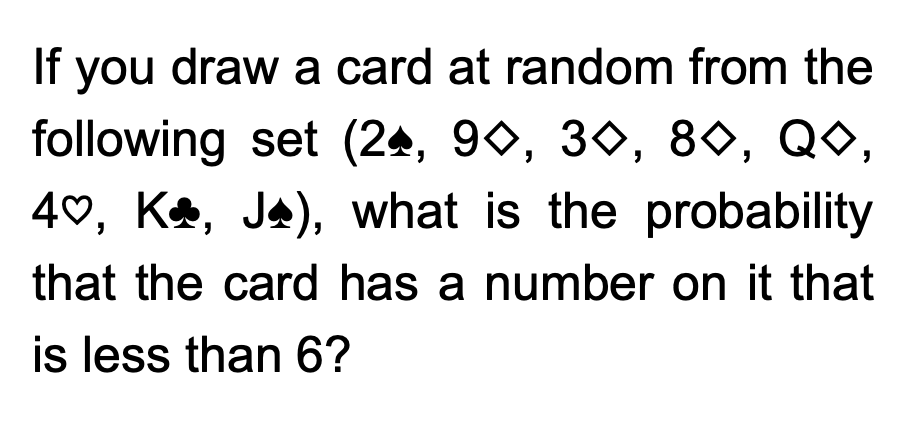 If you draw a card at random from the
following set (2♠, 9♢, 3♢, 8♢, Q♢,
4♡, K♣, J♠), what is the probability
that the card has a number on it that
is less than 6?